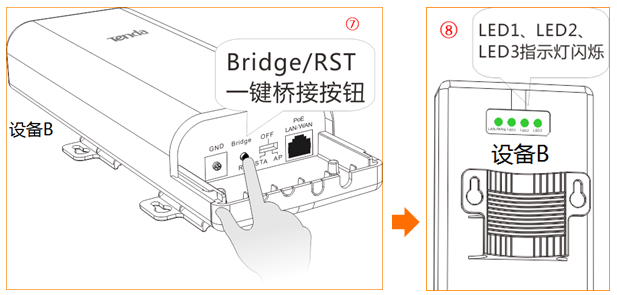 ⑦
Tenda
Bridge/RST
一键桥接按钮
设备B
GND
Bridge
OFF
PoE
LAN/WAN
STA
AP
⑧
LED1、LED2、
LED3指示灯闪烁
LAN/WAN LED1 LED2 LED3
设备B